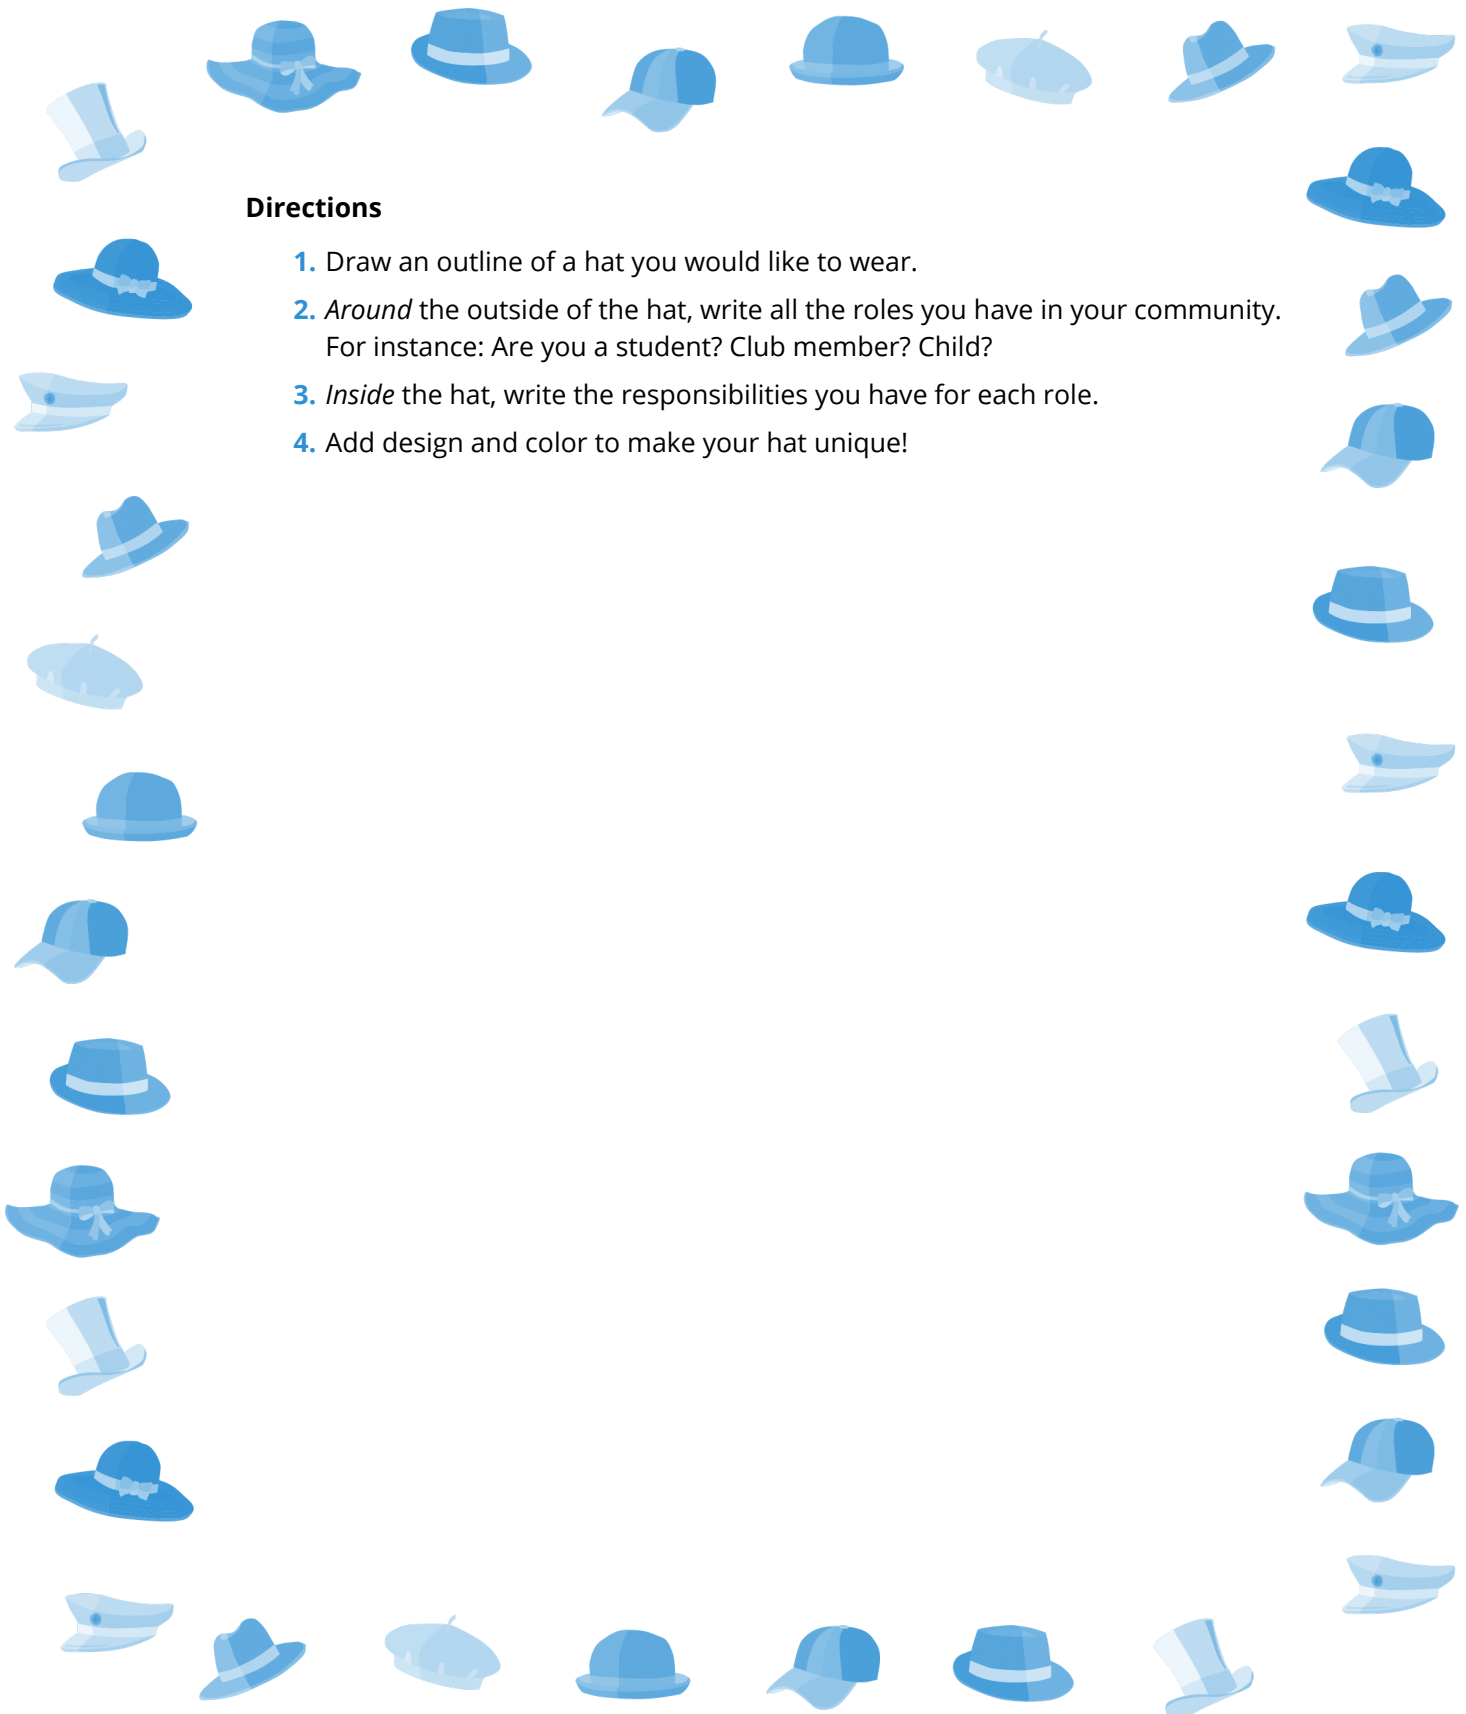 Directions
1. Draw an outline of a hat you would like to wear.
2. Around the outside of the hat, write all the roles you have in your community.
For instance: Are you a student? Club member? Child?
3. Inside the hat, write the responsibilities you have for each role.
4. Add design and color to make your hat unique!